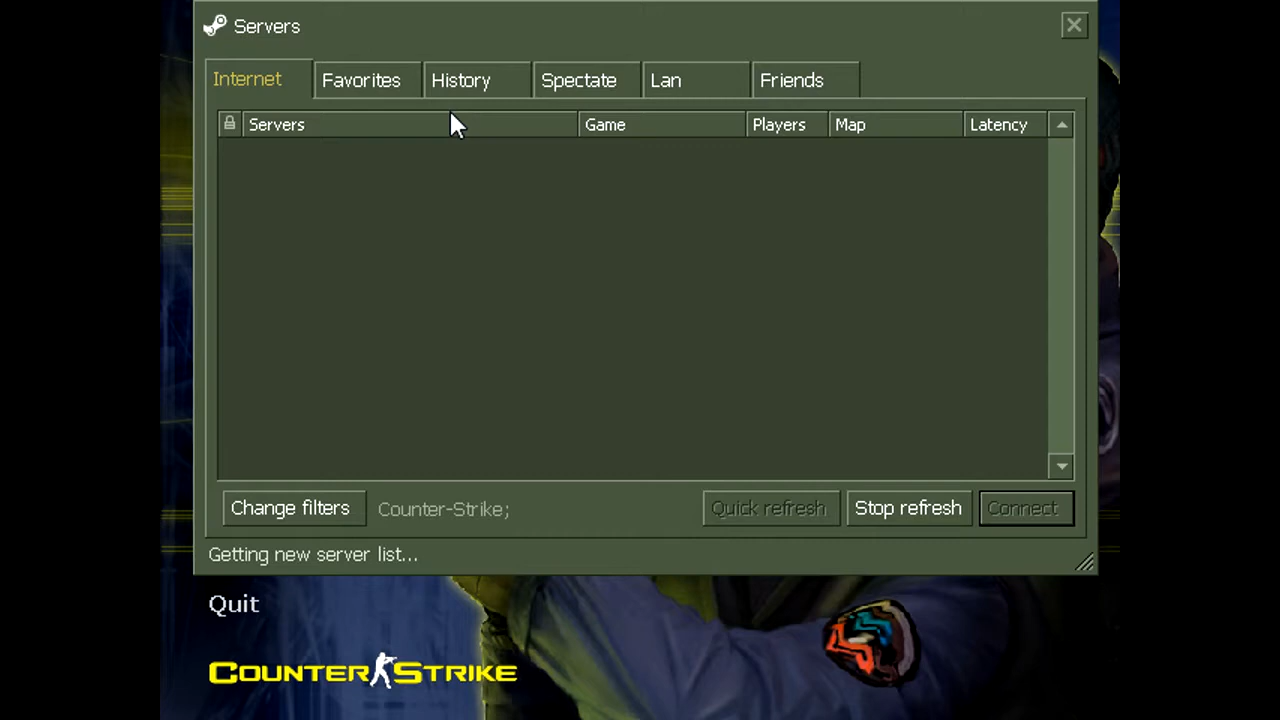 Servers
Internet Favorites History Spectate Lan Friends
Servers Game Players Map Latency
Change filters Counter-Strike; Quick refresh Stop refresh Connect
Getting new server list...
Quit
COUNTER STRIKE